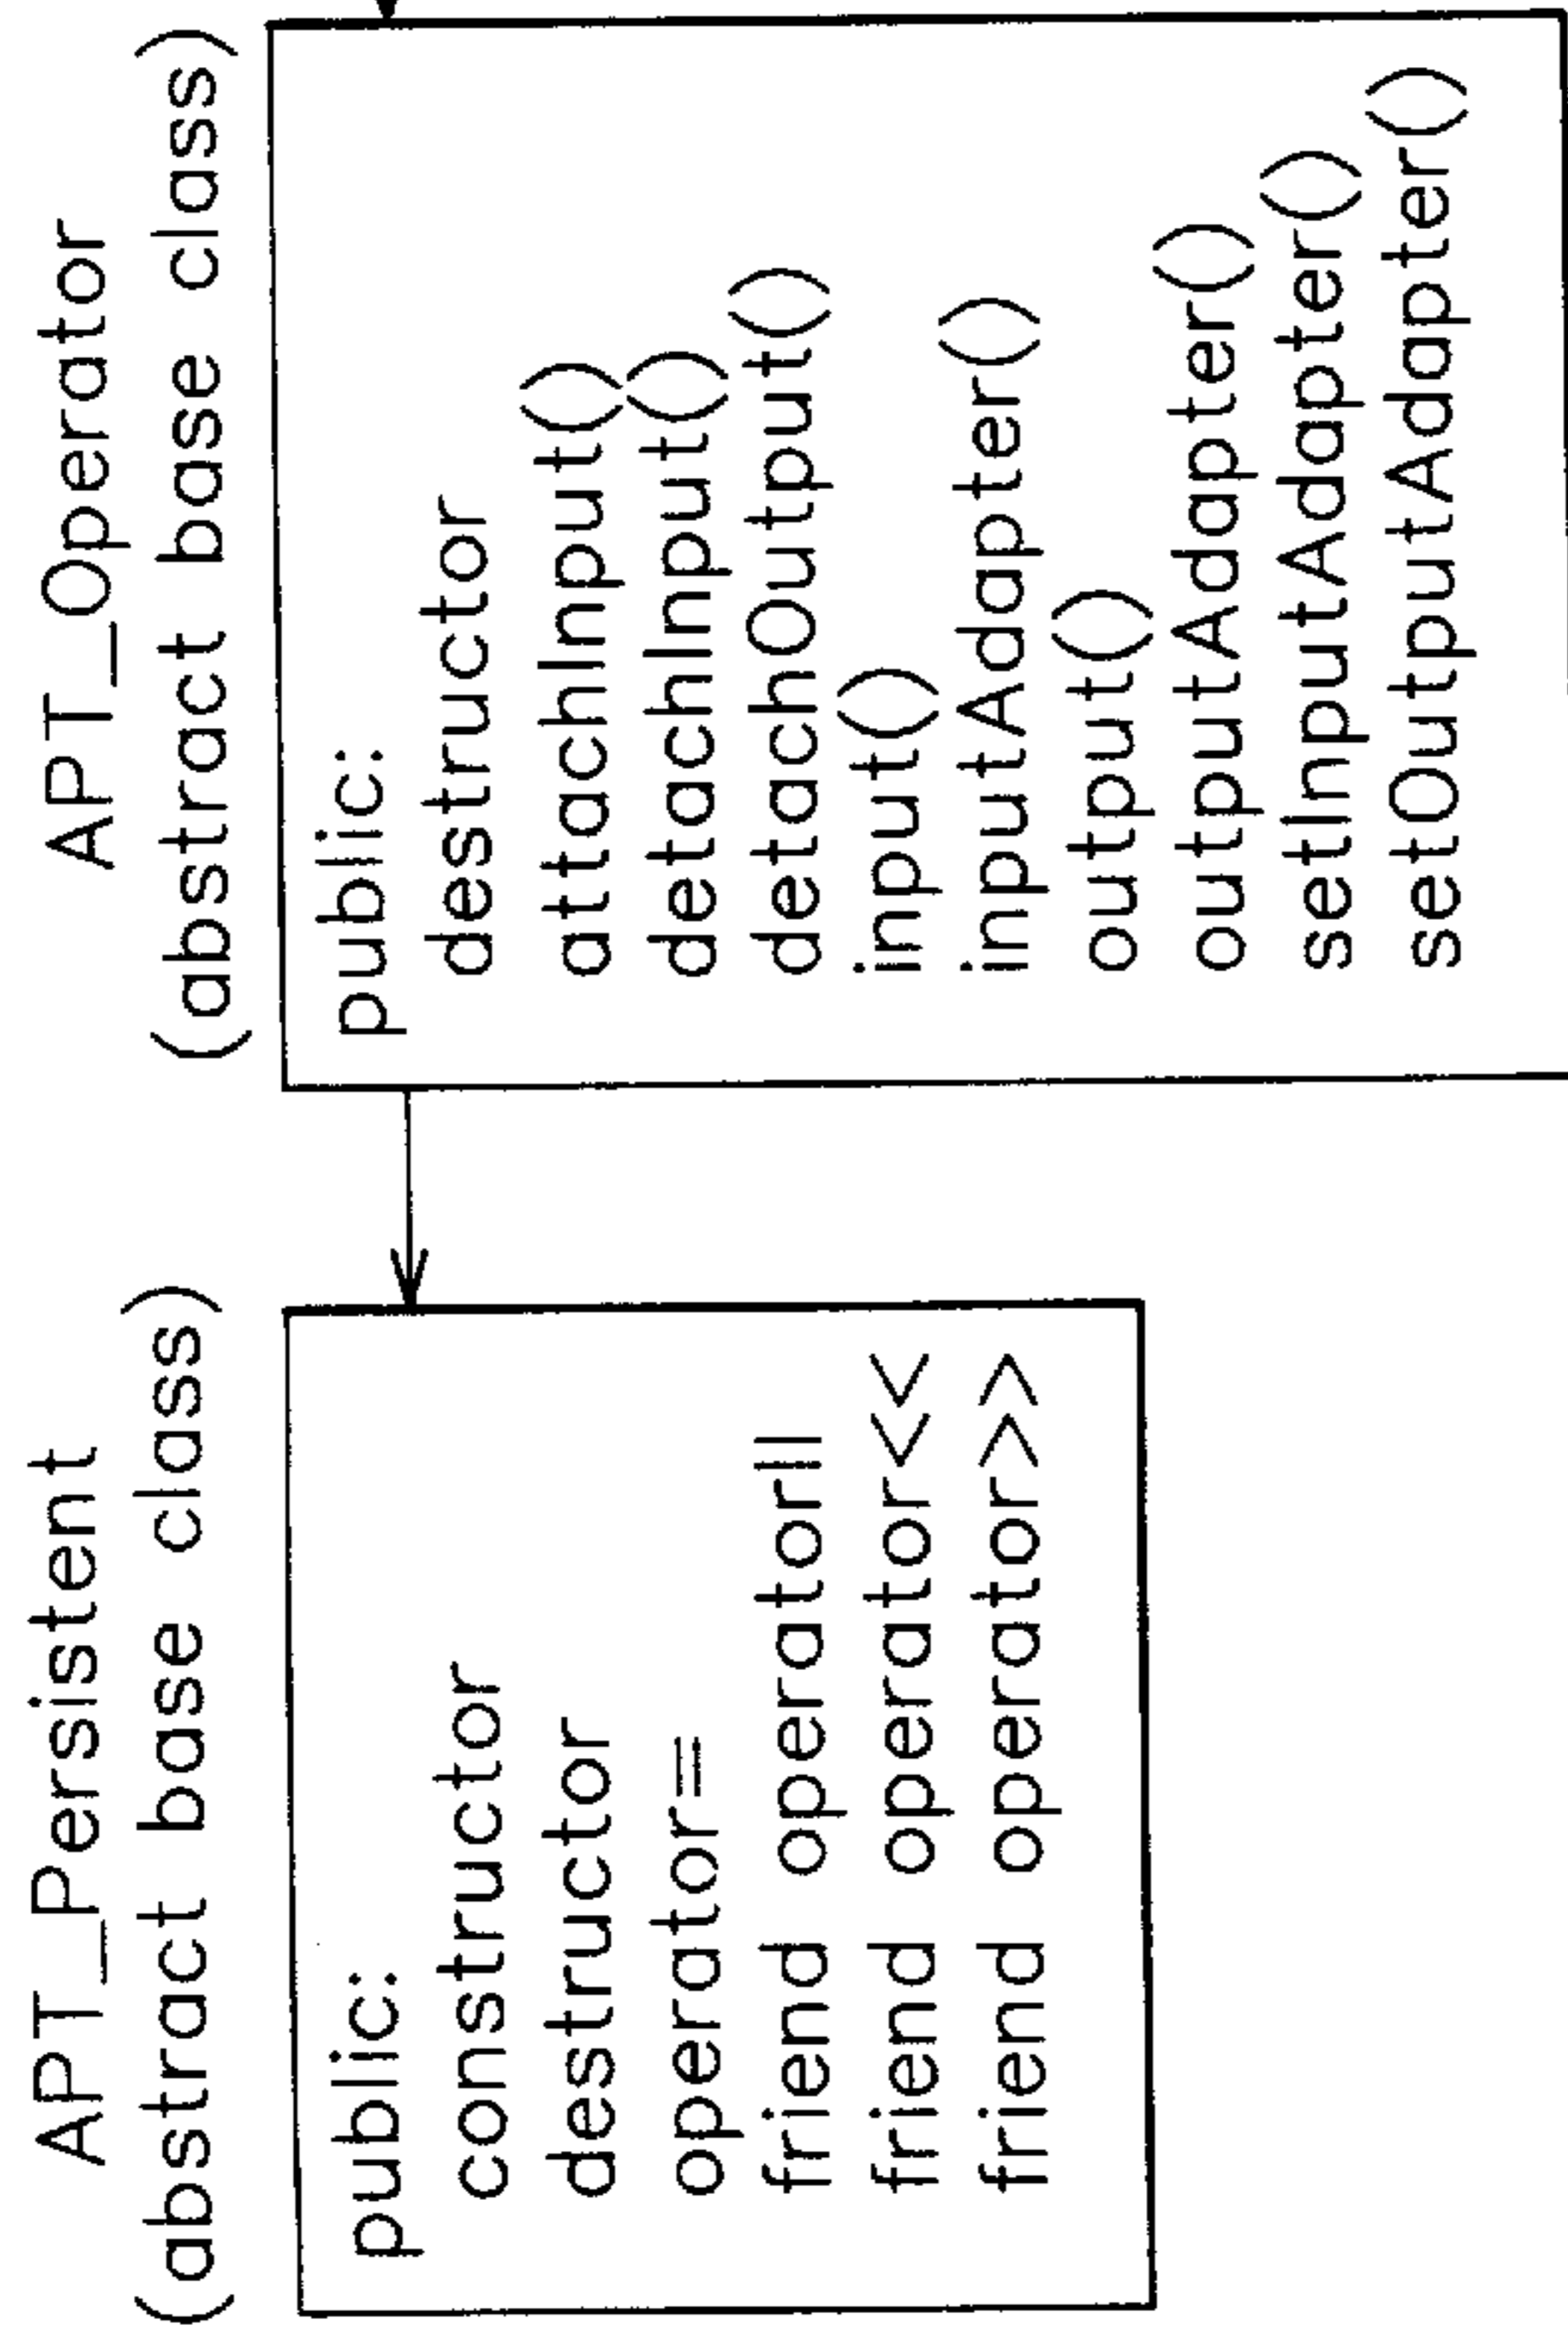 APT_Persistent
(abstract base class)
public:
constructor
destructor
operator=
friend operator||
friend operator<<
friend operator>>
APT_Operator
(abstract base class)
public:
destructor
attachInput()
detachInput()
detachOutput()
input()
inputAdapter()
output()
outputAdapter()
setInputAdapter()
setOutputAdapter()